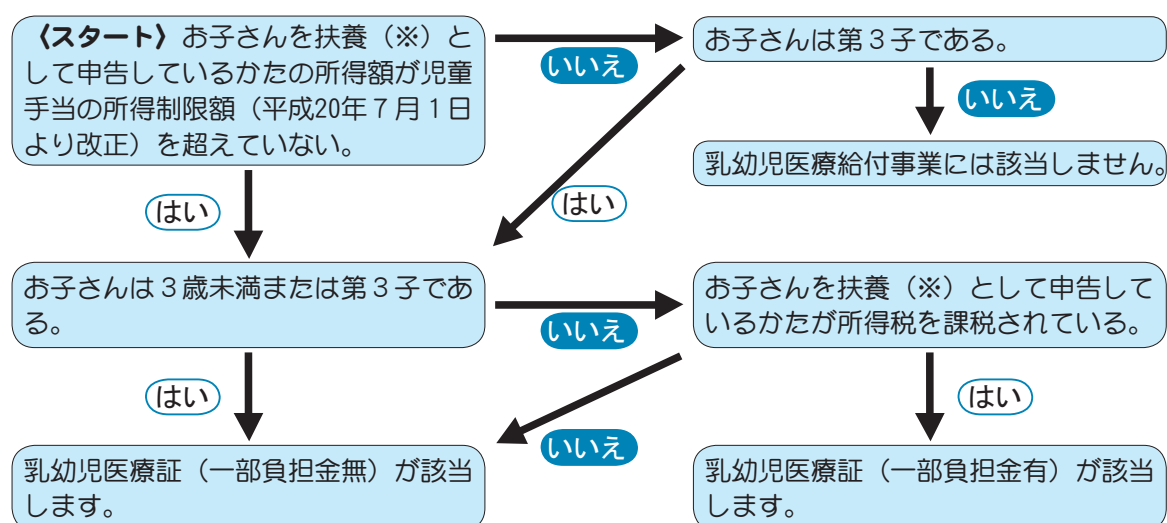 〈スタート〉お子さんを扶養（※）と
して申告しているかたの所得額が児童
手当の所得制限額（平成20年７月１日
より改正）を超えていない。
いいえ
お子さんは第３子である。
いいえ
乳幼児医療給付事業には該当しません。
はい
はい
お子さんは３歳未満または第３子であ
る。
いいえ
お子さんを扶養（※）として申告して
いるかたが所得税を課税されている。
はい
いいえ
はい
乳幼児医療証（一部負担金無）が該当
します。
乳幼児医療証（一部負担金有）が該当
します。